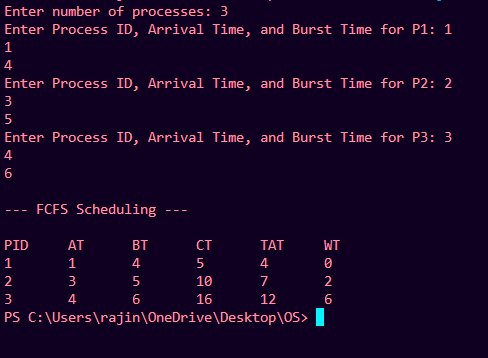 Enter number of processes: 3
Enter Process ID, Arrival Time, and Burst Time for P1: 1
1
4
Enter Process ID, Arrival Time, and Burst Time for P2: 2
3
5
Enter Process ID, Arrival Time, and Burst Time for P3: 3
4
6
--- FCFS Scheduling ---
PID AT BT CT TAT WT
1 1 4 5 4 0
2 3 5 10 7 2
3 4 6 16 12 6
PS C:\Users\rajin\OneDrive\Desktop\OS>